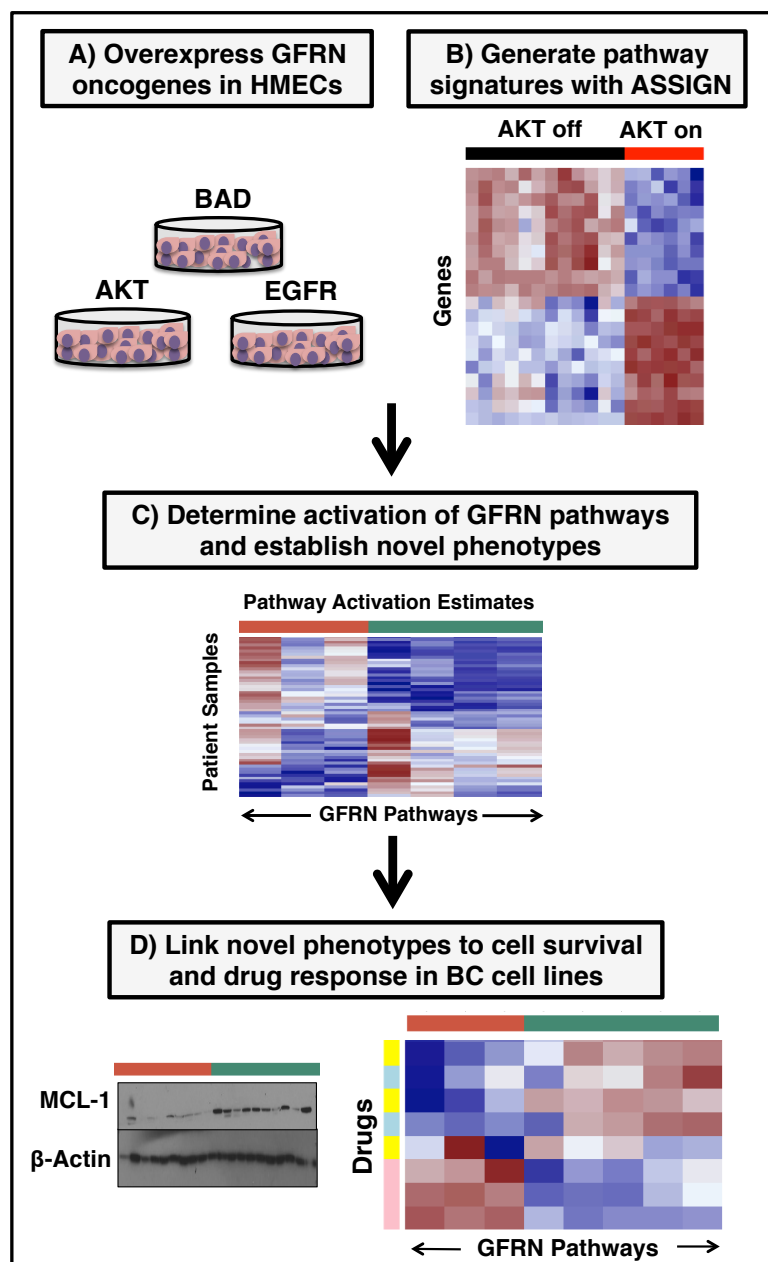 A) Overexpress GFRN
oncogenes in HMECs
B) Generate pathway
signatures with ASSIGN
BAD
AKT
EGFR
AKT off
AKT on
Genes
C) Determine activation of GFRN pathways
and establish novel phenotypes
Pathway Activation Estimates
Patient Samples
GFRN Pathways
D) Link novel phenotypes to cell survival
and drug response in BC cell lines
MCL-1
β-Actin
Drugs
GFRN Pathways